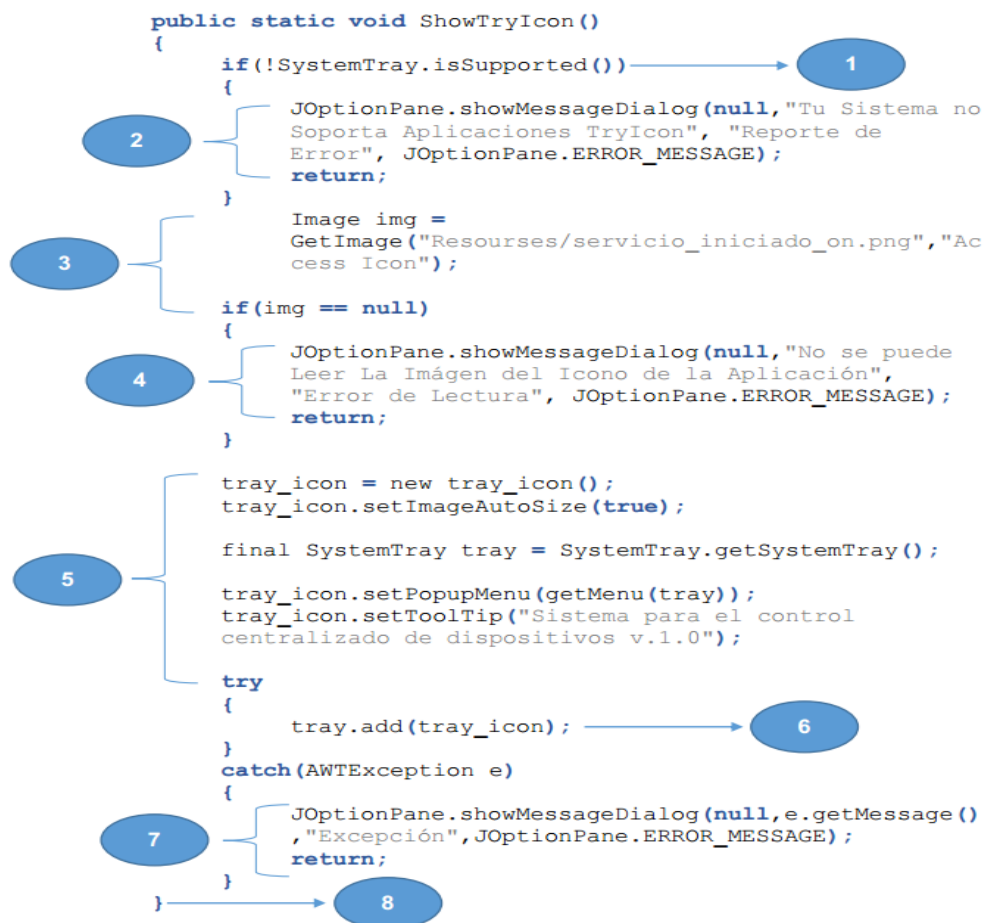 public static void ShowTryIcon()
{
if(!SystemTray.isSupported())
1
{
JOptionPane.showMessageDialog(null,"Tu Sistema no
Soporta Aplicaciones TryIcon", "Reporte de
Error", JOptionPane.ERROR_MESSAGE);
return;
2
}
Image img =
GetImage("Resourses/servicio_iniciado_on.png","Ac
cess Icon");
3
if(img == null)
{
JOptionPane.showMessageDialog(null,"No se puede
Leer La Imágen del Icono de la Aplicación",
"Error de Lectura", JOptionPane.ERROR_MESSAGE);
return;
4
}
tray_icon = new tray_icon();
tray_icon.setImageAutoSize(true);
final SystemTray tray = SystemTray.getSystemTray();
5
tray_icon.setPopupMenu(getMenu(tray));
tray_icon.setToolTip("Sistema para el control
centralizado de dispositivos v.1.0");
try
{
tray.add(tray_icon);
6
}
catch(AWTException e)
{
JOptionPane.showMessageDialog(null,e.getMessage()
,"Excepción",JOptionPane.ERROR_MESSAGE);
return;
7
}
}
8